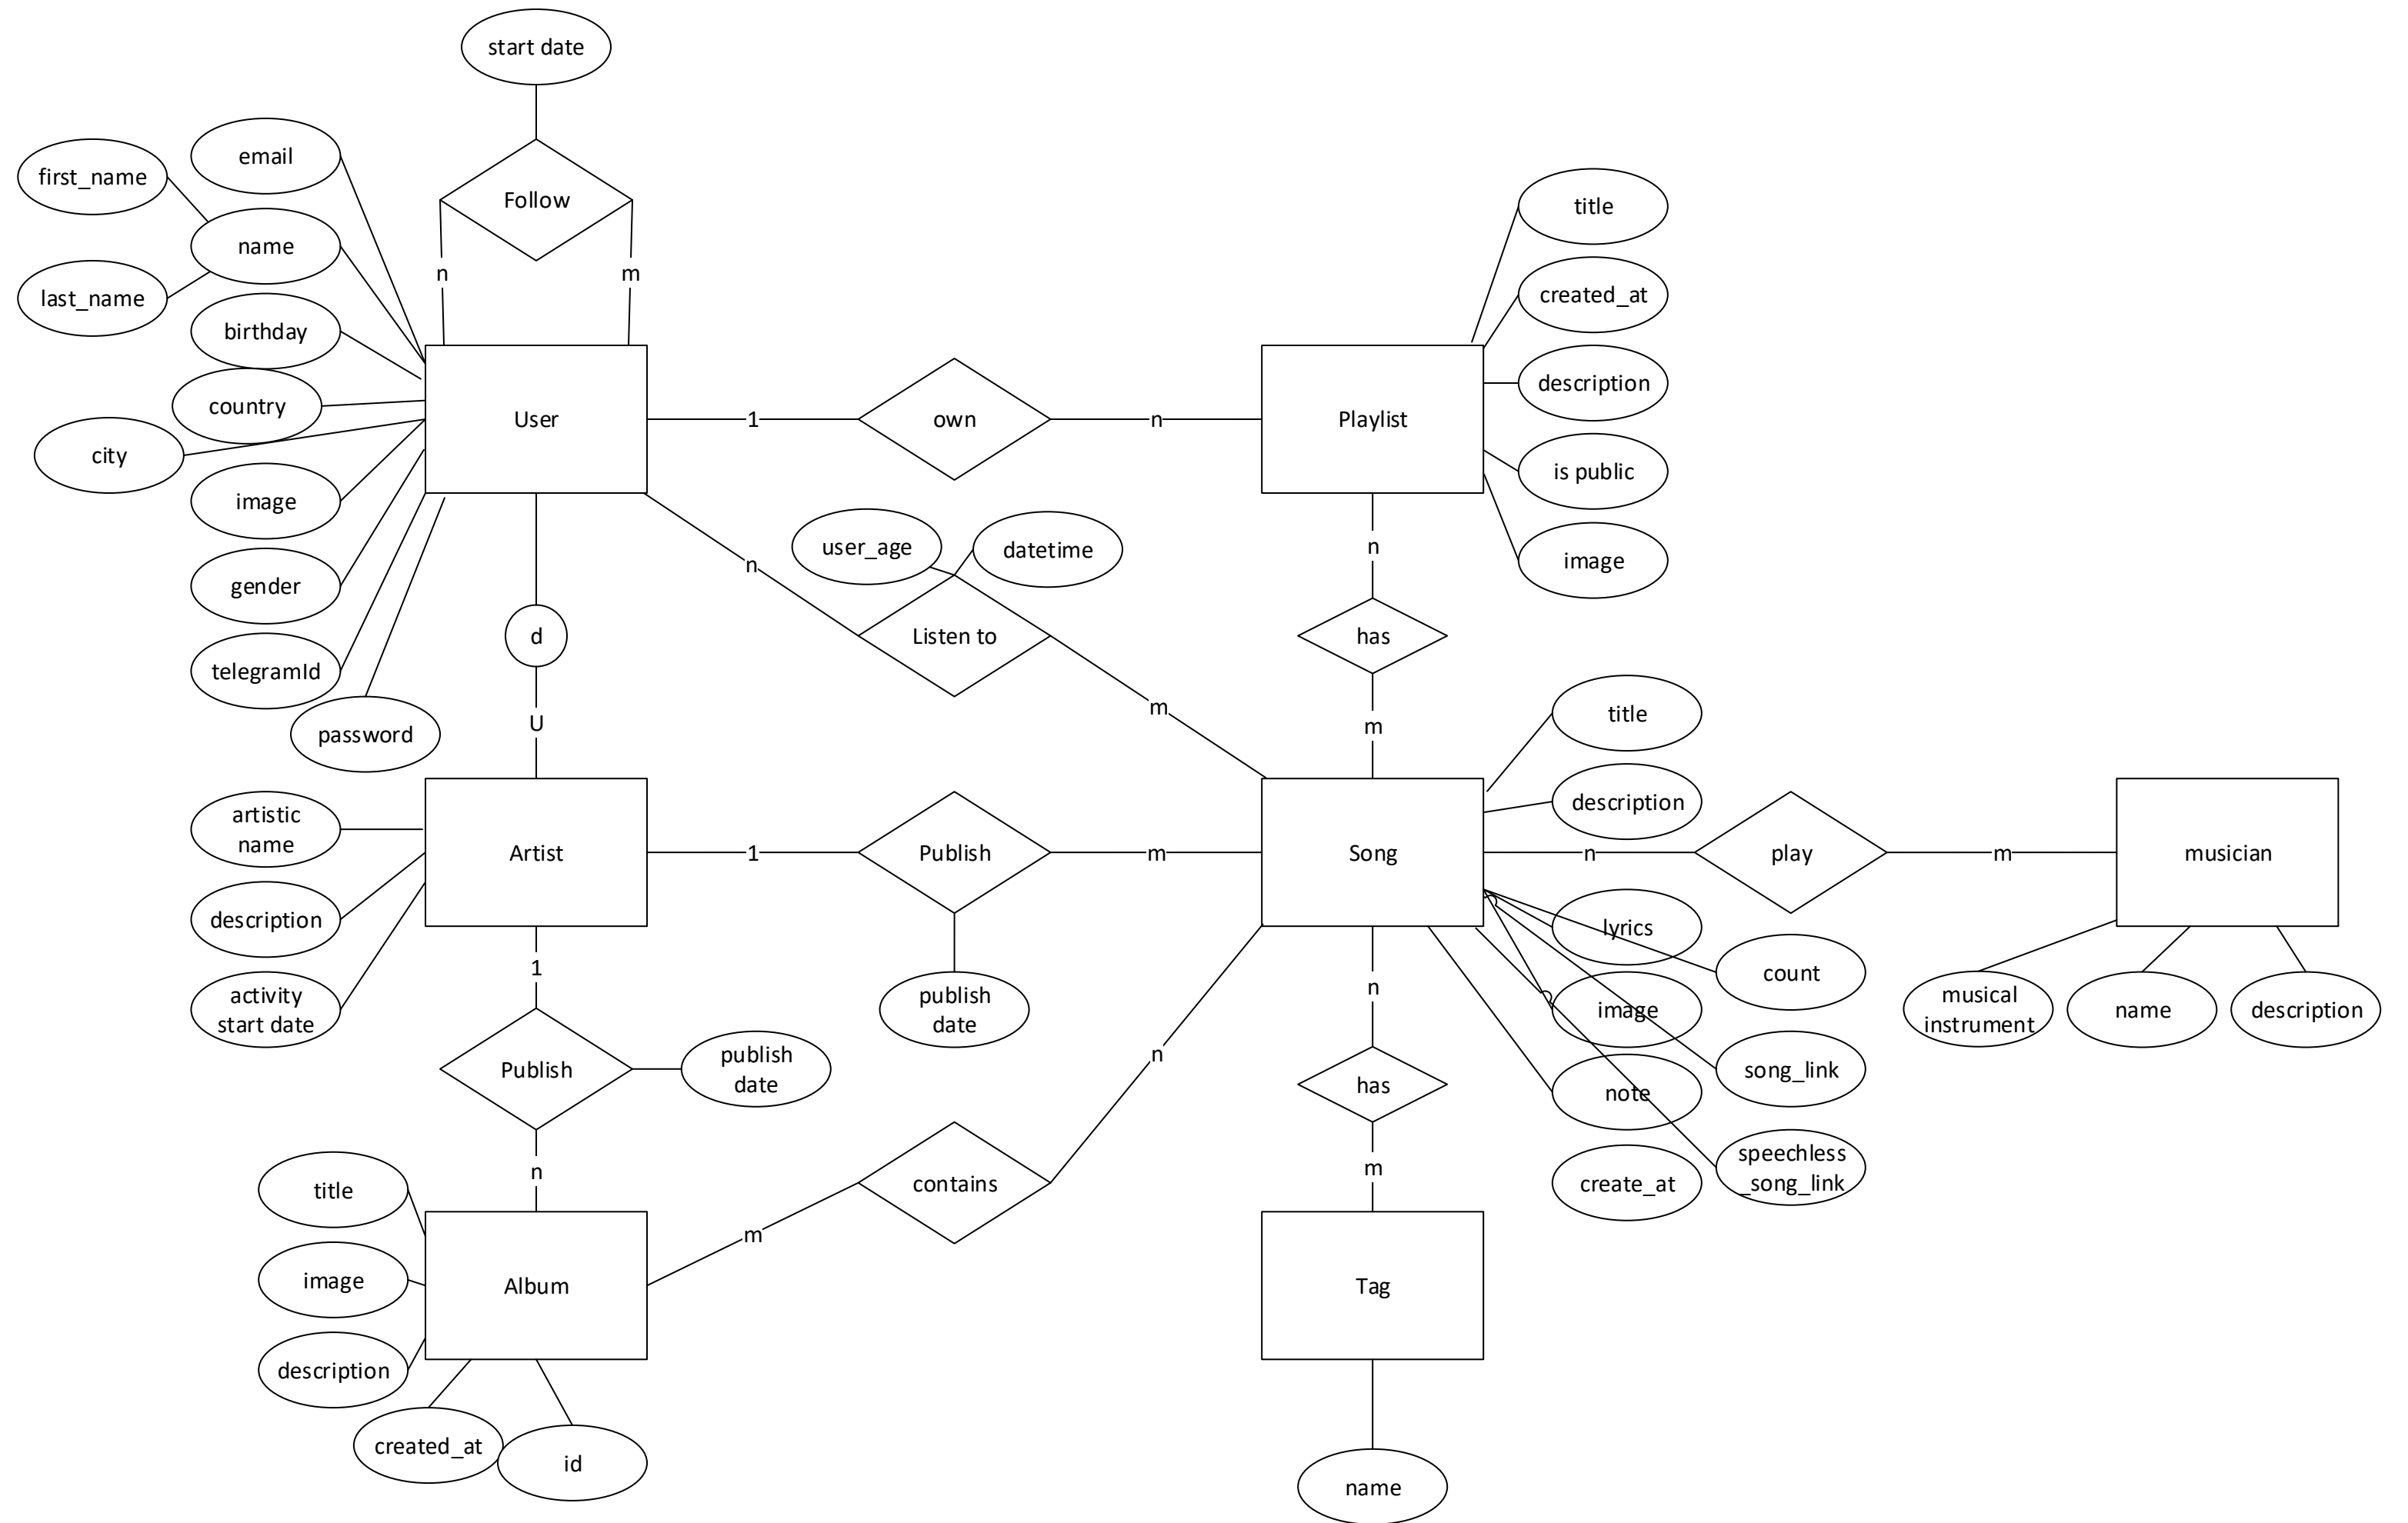 start date
email
first_name
Follow
name
title
n
m
last_name
created_at
birthday
description
country
User
1
own
n
Playlist
city
is public
image
user_age
datetime
n
image
n
gender
d
Listen to
has
telegramId
m
title
U
m
password
description
artistic
name
Artist
1
Publish
m
Song
n
play
m
musician
description
lyrics
count
1
n
activity
start date
publish
date
image
musical
instrument
name
description
Publish
publish
date
n
has
song_link
note
n
m
title
contains
create_at
speechless
_song_link
m
image
Album
Tag
description
created_at
id
name